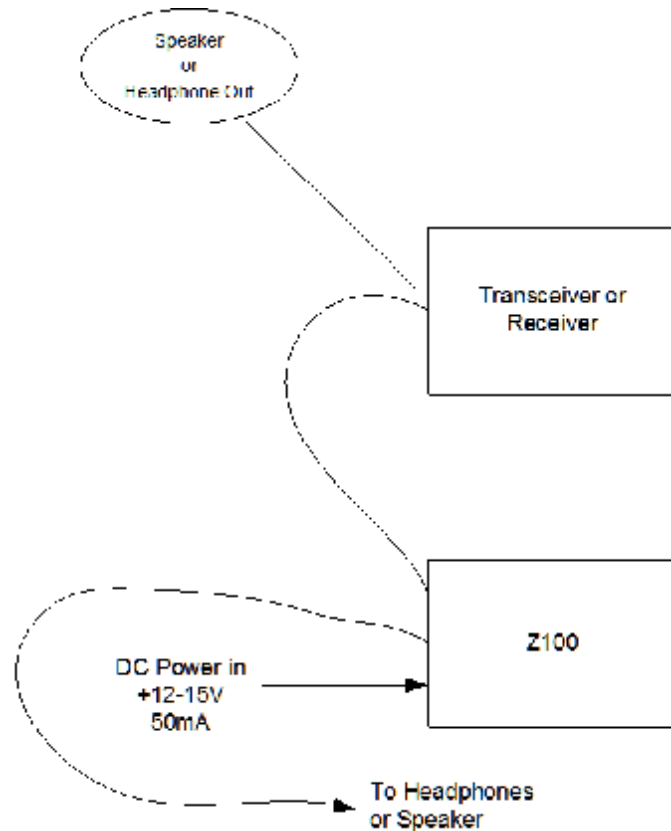 Speaker
or
Headphone Out
Transceiver or
Receiver
Z100
DC Power in
+12-15V
50mA
To Headphones
or Speaker